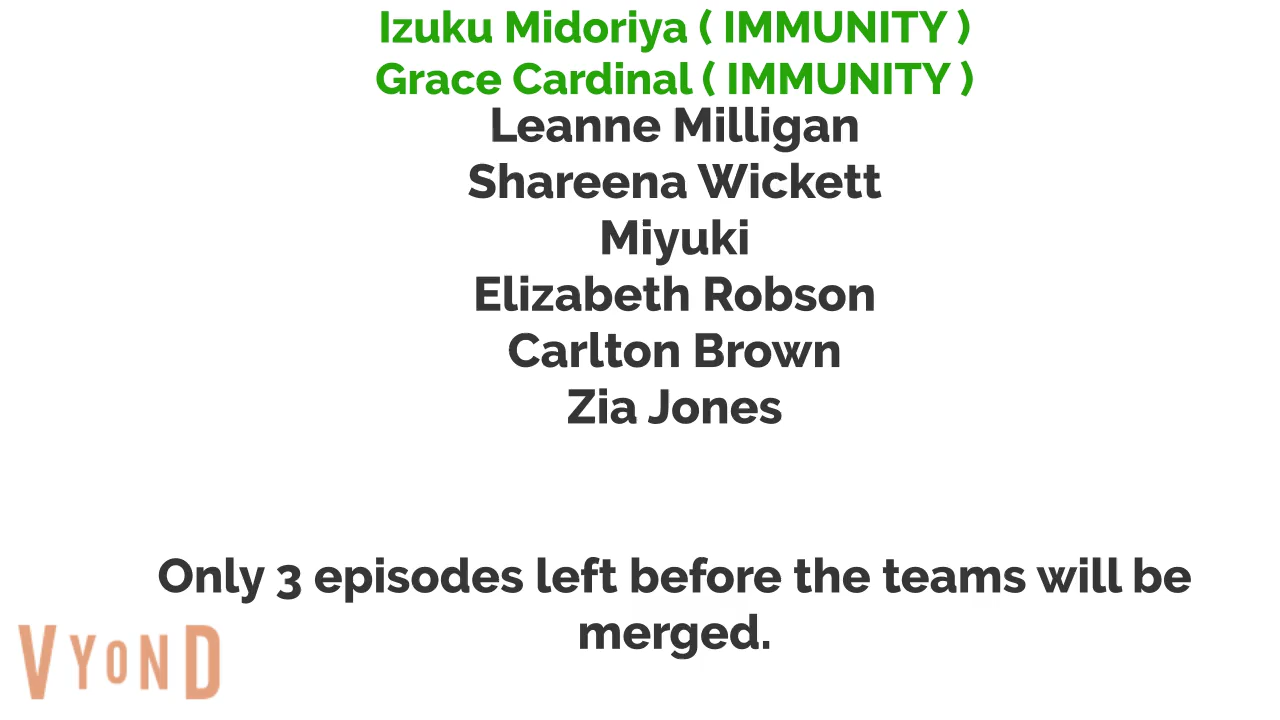 Izuku Midoriya ( IMMUNITY )
Grace Cardinal ( IMMUNITY )
Leanne Milligan
Shareena Wickett
Miyuki
Elizabeth Robson
Carlton Brown
Zia Jones
Only 3 episodes left before the teams will be
merged.
VYOND